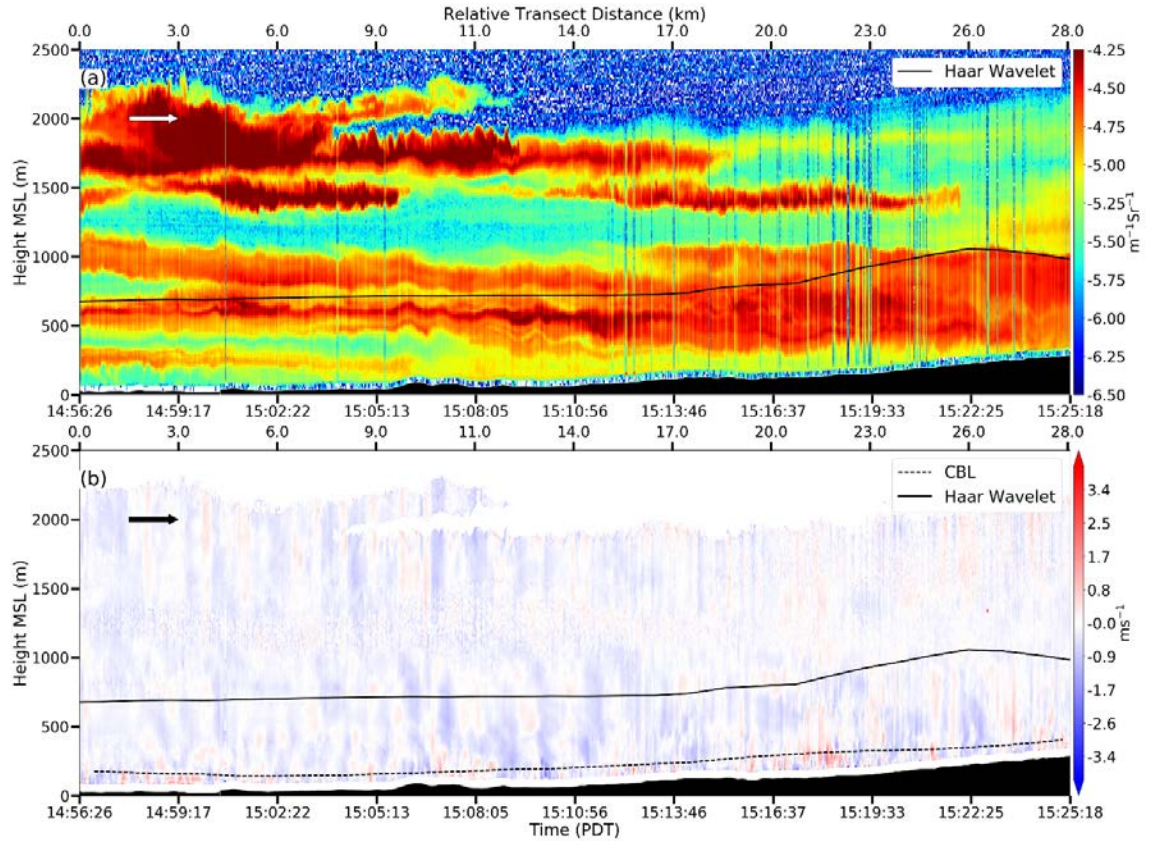 Relative Transect Distance (km)
0.0 3.0 6.0 9.0 11.0 14.0 17.0 20.0 23.0 26.0 28.0
(a)
Haar Wavelet
Height MSL (m)
2500
2000
1500
1000
500
0
-4.25
-4.50
-4.75
-5.00
-5.25
-5.50
-5.75
-6.00
-6.25
-6.50
m⁻¹Sr⁻¹
14:56:26 14:59:17 15:02:22 15:05:13 15:08:05 15:10:56 15:13:46 15:16:37 15:19:33 15:22:25 15:25:18
0.0 3.0 6.0 9.0 11.0 14.0 17.0 20.0 23.0 26.0 28.0
(b)
CBL
Haar Wavelet
Height MSL (m)
2500
2000
1500
1000
500
0
3.4
2.5
1.7
0.8
-0.0
-0.9
-1.7
-2.6
-3.4
ms⁻¹
14:56:26 14:59:17 15:02:22 15:05:13 15:08:05 15:10:56 15:13:46 15:16:37 15:19:33 15:22:25 15:25:18
Time (PDT)